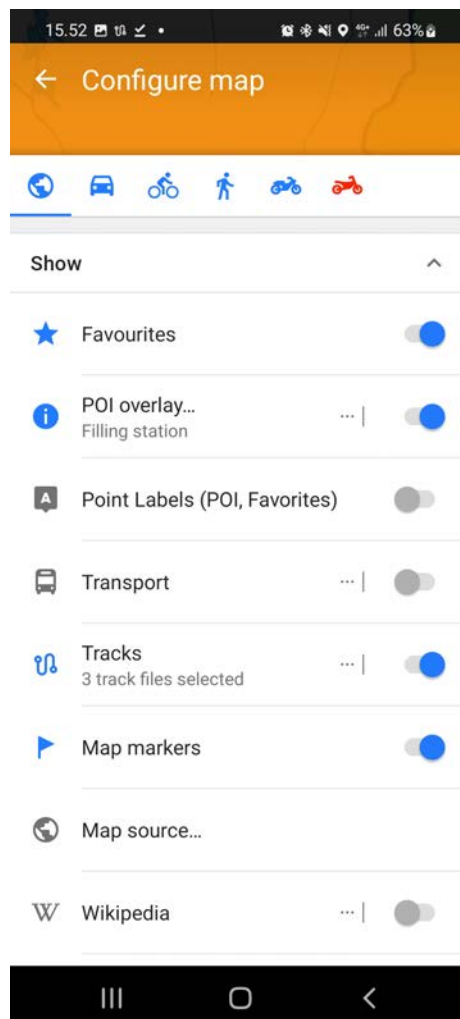 15.52 63%
Configure map
Show
Favourites
POI overlay...
Filling station
Point Labels (POI, Favorites)
Transport
Tracks
3 track files selected
Map markers
Map source...
Wikipedia